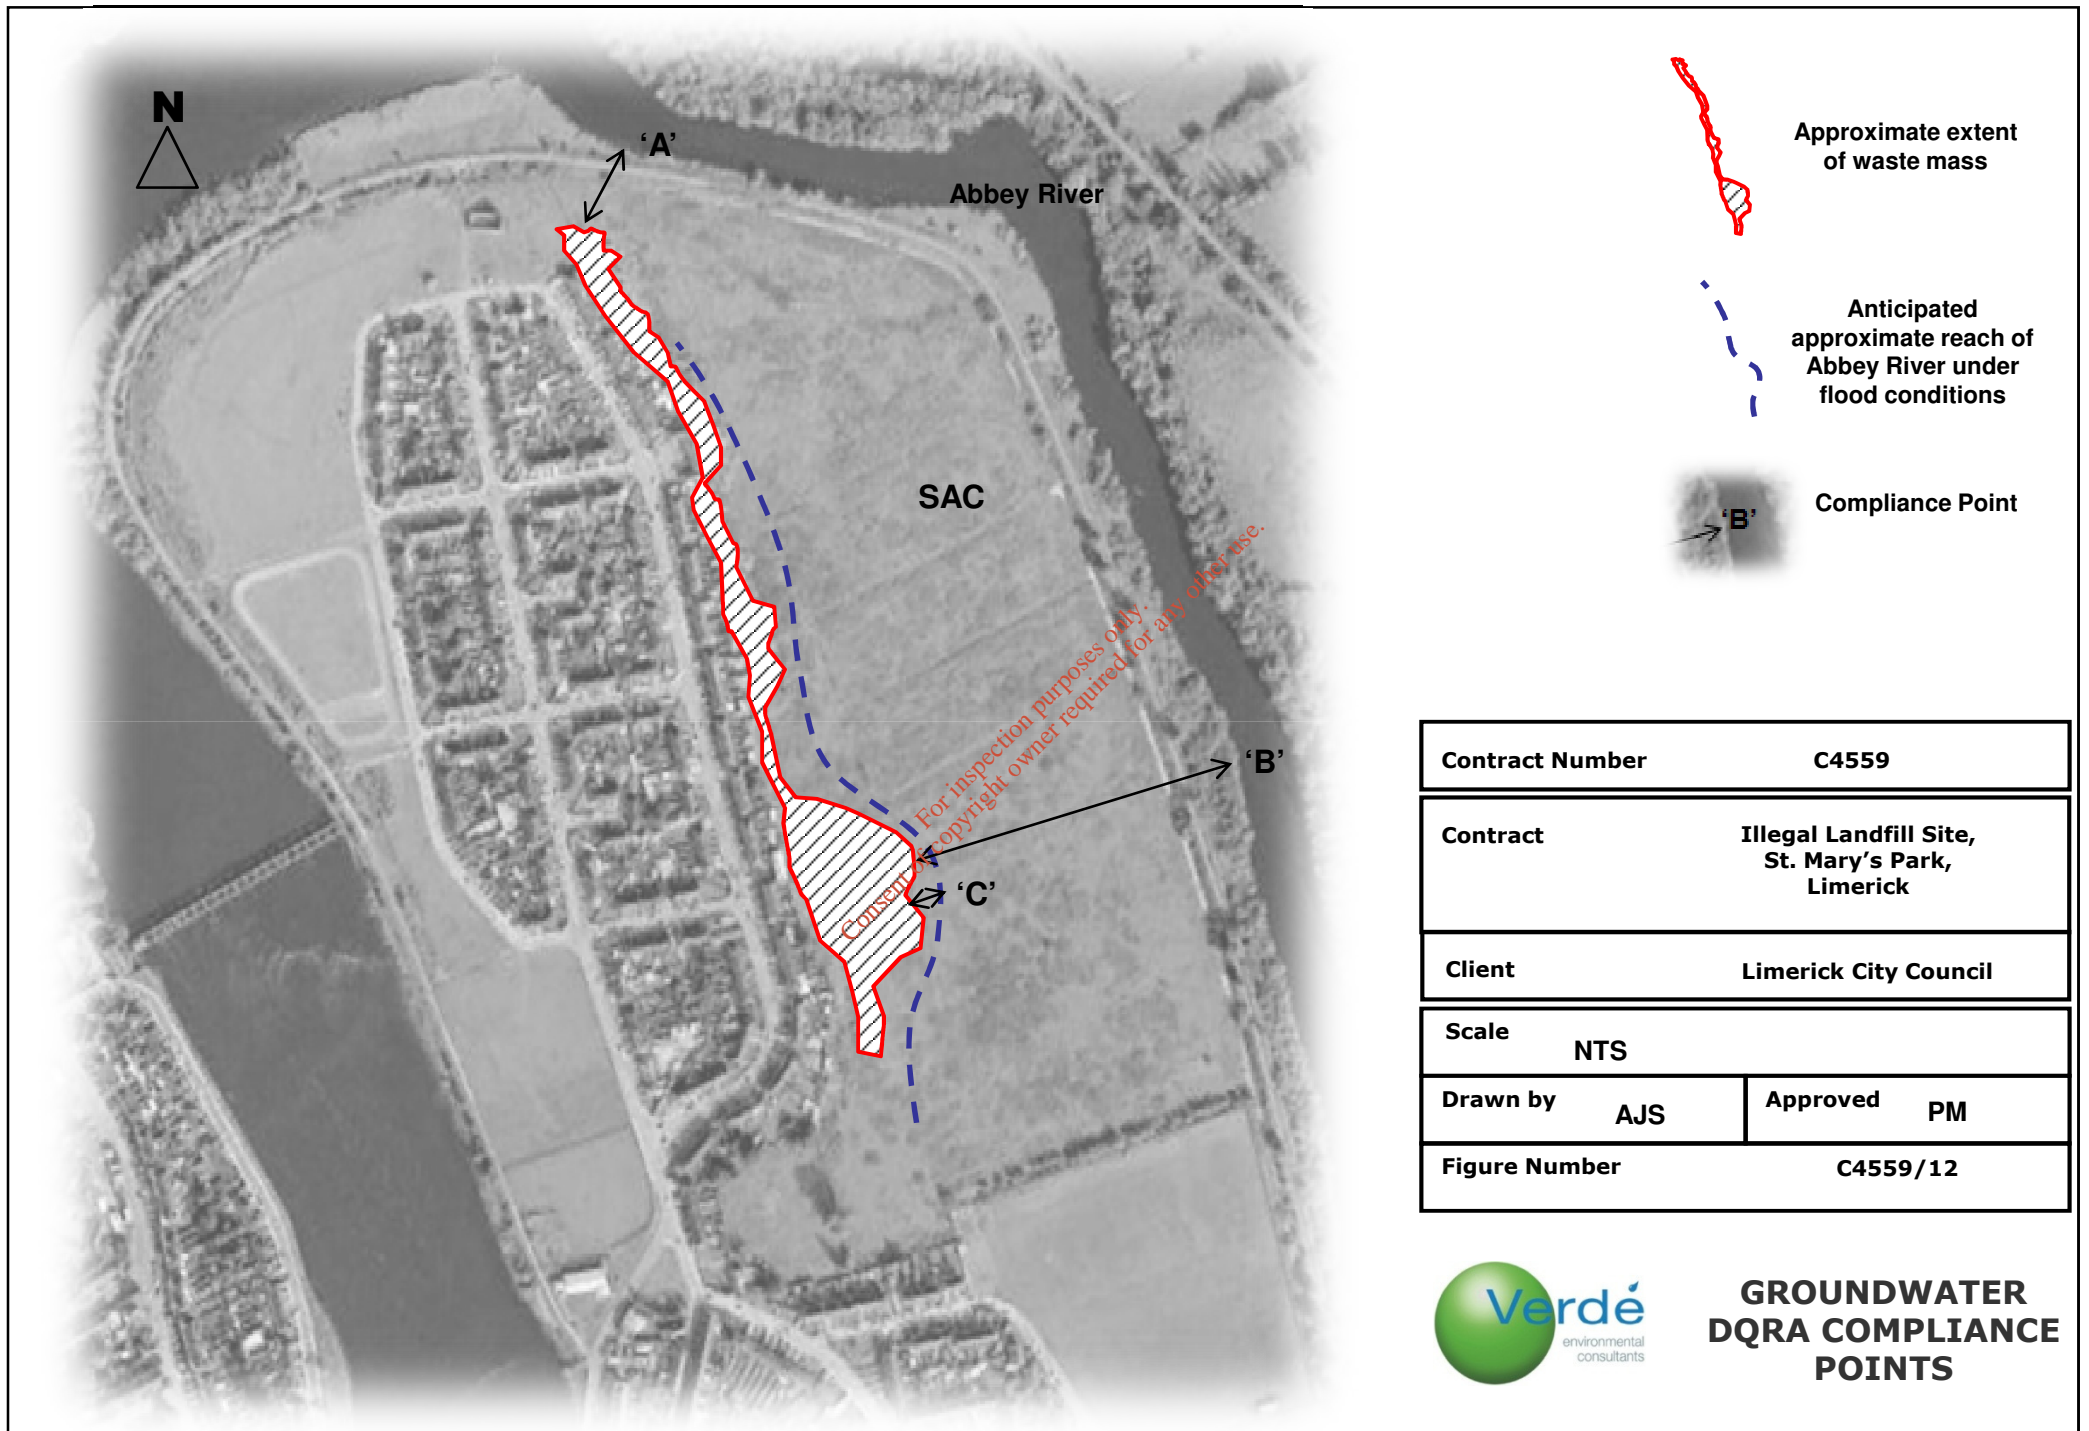 N
‘A’
Abbey River
SAC
‘B’
‘C’
For inspection purposes only.
Consent of copyright owner required for any other use.
Approximate extent
of waste mass
Anticipated
approximate reach of
Abbey River under
flood conditions
‘B’
Compliance Point
Contract Number C4559
Contract Illegal Landfill Site,
St. Mary’s Park,
Limerick
Client Limerick City Council
Scale
NTS
Drawn by AJS Approved PM
Figure Number C4559/12
Verdé
environmental
consultants
GROUNDWATER
DQRA COMPLIANCE
POINTS